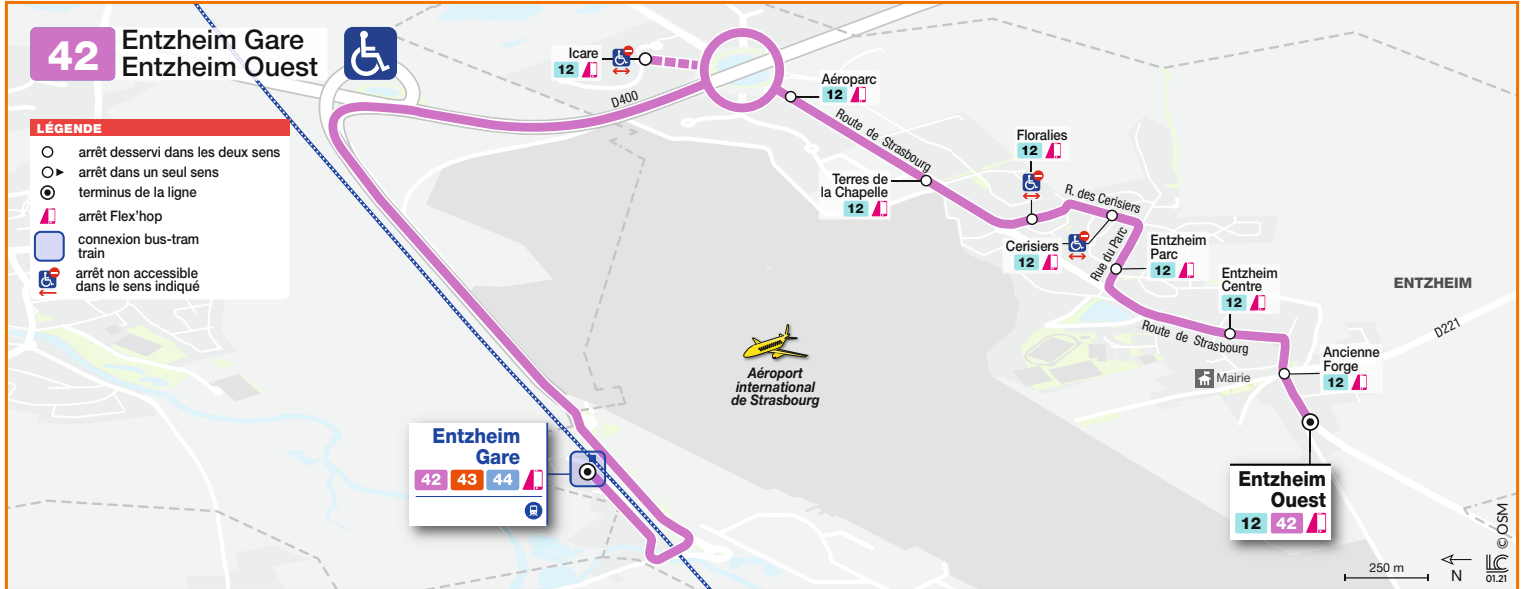 42
Entzheim Gare
Entzheim Ouest
LÉGENDE
arrêt desservi dans les deux sens
arrêt dans un seul sens
terminus de la ligne
arrêt Flex'hop
connexion bus-tram
train
arrêt non accessible
dans le sens indiqué
Icare
12
D400
Aéroparc
12
Route de Strasbourg
Terres de
la Chapelle
12
Floralies
12
R. des Cerisiers
Cerisiers
12
Rue du Parc
Entzheim
Parc
12
Entzheim
Centre
12
ENTZHEIM
D221
Route de Strasbourg
Mairie
Ancienne
Forge
12
Aéroport
international
de Strasbourg
Entzheim
Gare
42 43 44
Entzheim
Ouest
12 42
250 m
N
LC
01.21
© OSM